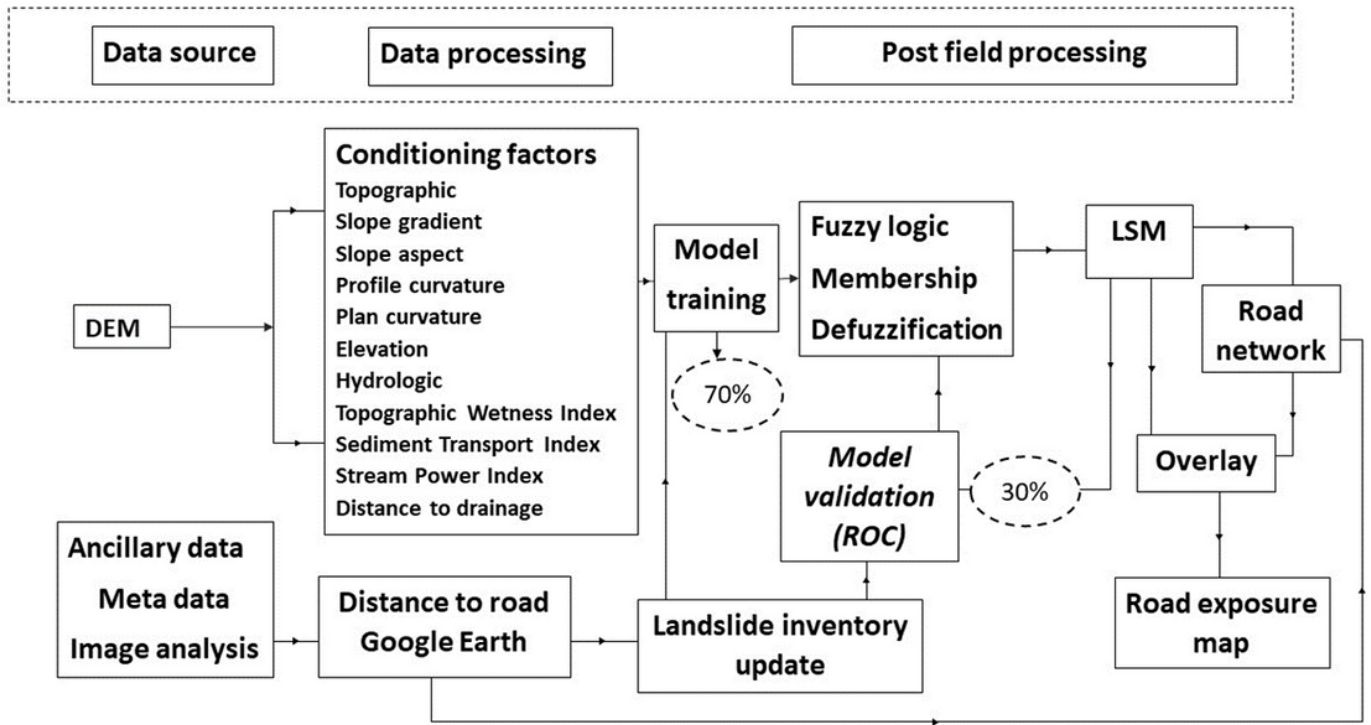 Data source
Data processing
Post field processing
Conditioning factors
Topographic
Slope gradient
Slope aspect
Profile curvature
Plan curvature
Elevation
Hydrologic
Topographic Wetness Index
Sediment Transport Index
Stream Power Index
Distance to drainage
DEM
Ancillary data
Meta data
Image analysis
Distance to road
Google Earth
Model
training
70%
Landslide inventory
update
Fuzzy logic
Membership
Defuzzification
Model
validation
(ROC)
30%
LSM
Road
network
Overlay
Road exposure
map